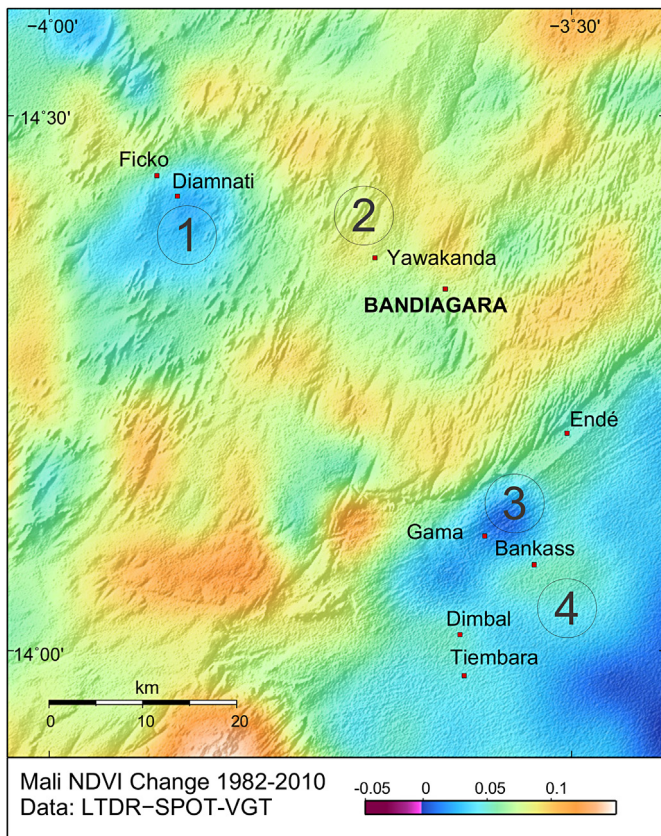 −4°00'
−3°30'
14°30'
Ficko
Diamnati
1
2
Yawakanda
BANDIAGARA
Endé
3
Gama
Bankass
4
Dimbal
14°00'
Tiembara
km
0 10 20
Mali NDVI Change 1982-2010
Data: LTDR−SPOT-VGT
-0.05 0 0.05 0.1